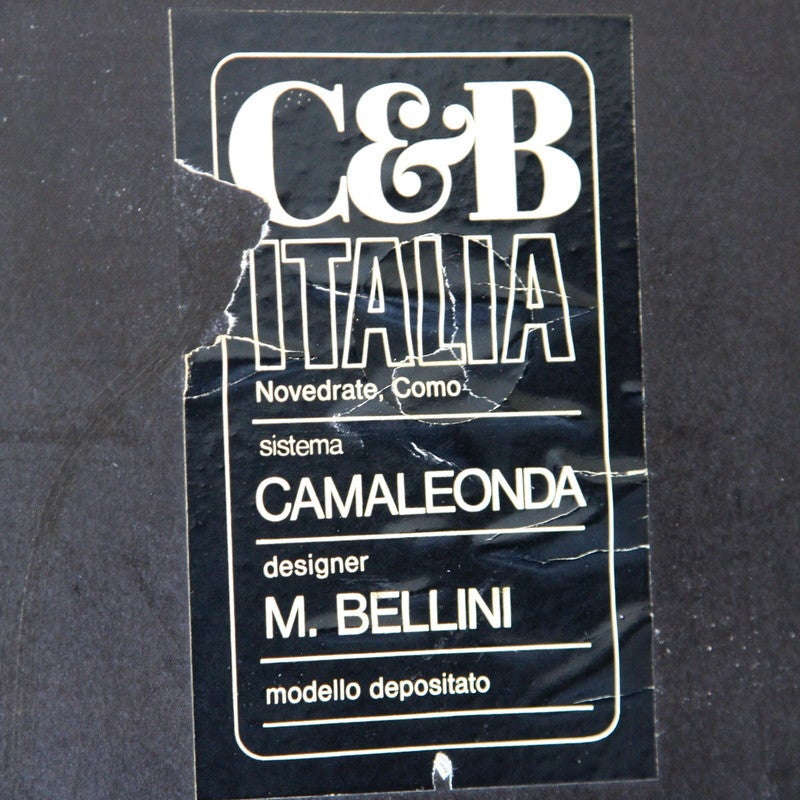 C&B
ITALIA
Novedrate, Como
sistema
CAMALEONDA
designer
M. BELLINI
modello depositato